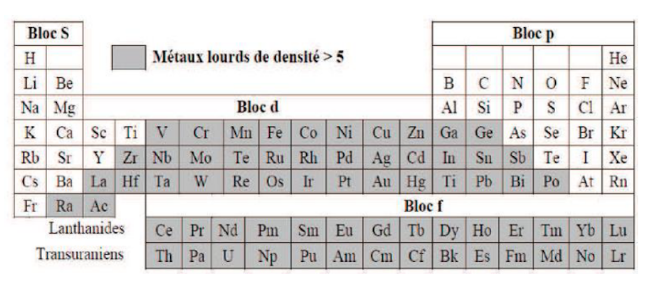 Bloc S Bloc p
H Métaux lourds de densité > 5 He
Li Be B C N O F Ne
Na Mg Bloc d Al Si P S Cl Ar
K Ca Sc Ti V Cr Mn Fe Co Ni Cu Zn Ga Ge As Se Br Kr
Rb Sr Y Zr Nb Mo Te Ru Rh Pd Ag Cd In Sn Sb Te I Xe
Cs Ba La Hf Ta W Re Os Ir Pt Au Hg Ti Pb Bi Po At Rn
Fr Ra Ac Bloc f
Lanthanides Ce Pr Nd Pm Sm Eu Gd Tb Dy Ho Er Tm Yb Lu
Transuraniens Th Pa U Np Pu Am Cm Cf Bk Es Fm Md No Lr